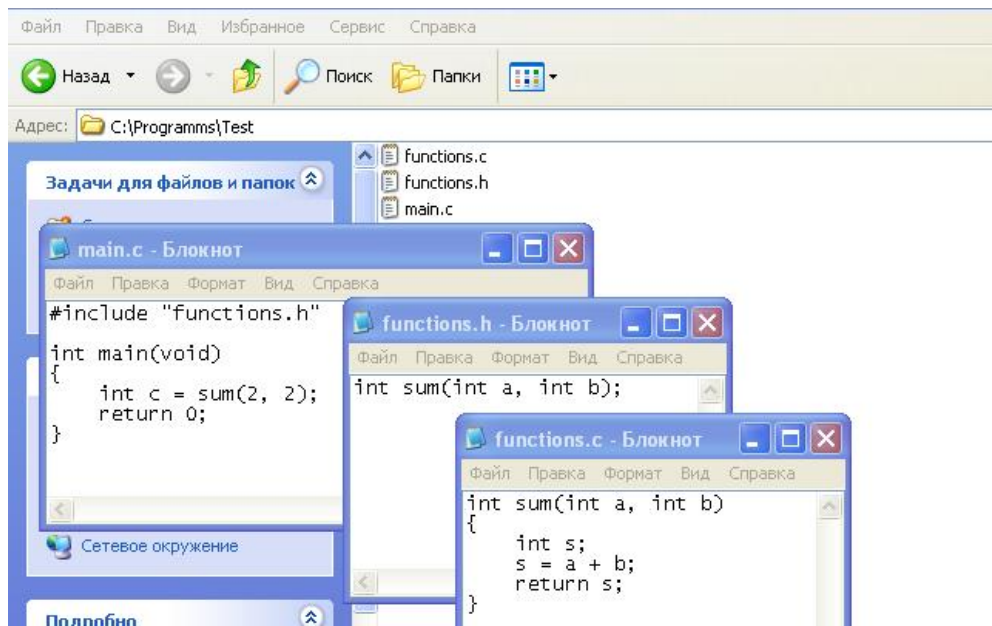 Файл Правка Вид Избранное Сервис Справка
Назад Поиск Папки
Адрес: C:\Programms\Test
Задачи для файлов и папок
functions.c
functions.h
main.c
main.c - Блокнот
Файл Правка Формат Вид Справка
#include "functions.h"
int main(void)
{
int c = sum(2, 2);
return 0;
}
functions.h - Блокнот
Файл Правка Формат Вид Справка
int sum(int a, int b);
functions.c - Блокнот
Файл Правка Формат Вид Справка
int sum(int a, int b)
{
int s;
s = a + b;
return s;
}
Сетевое окружение
Подробно